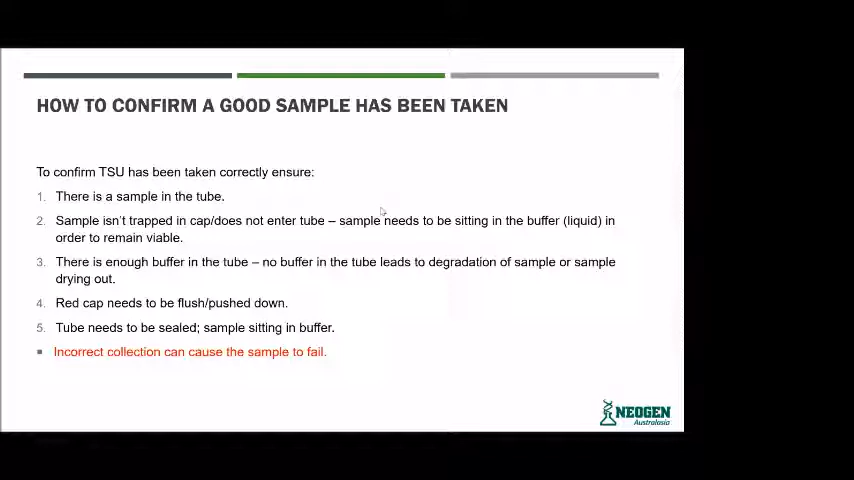 HOW TO CONFIRM A GOOD SAMPLE HAS BEEN TAKEN
To confirm TSU has been taken correctly ensure:
1. There is a sample in the tube.
2. Sample isn't trapped in cap/does not enter tube – sample needs to be sitting in the buffer (liquid) in
order to remain viable.
3. There is enough buffer in the tube – no buffer in the tube leads to degradation of sample or sample
drying out.
4. Red cap needs to be flush/pushed down.
5. Tube needs to be sealed; sample sitting in buffer.
▪ Incorrect collection can cause the sample to fail.
NEOGEN
Australasia